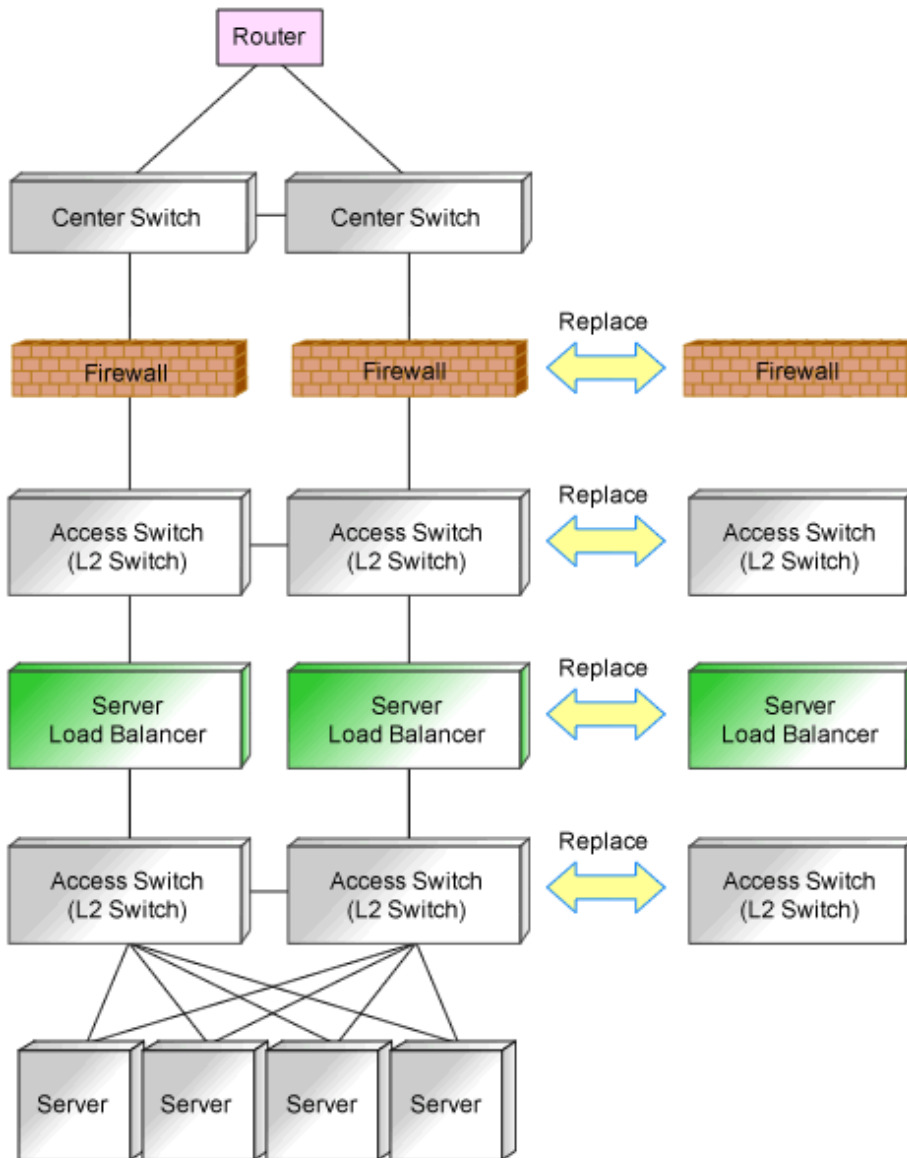 Router
Center Switch
Center Switch
Replace
Firewall
Firewall
Firewall
Replace
Access Switch
(L2 Switch)
Access Switch
(L2 Switch)
Access Switch
(L2 Switch)
Replace
Server
Load Balancer
Server
Load Balancer
Server
Load Balancer
Replace
Access Switch
(L2 Switch)
Access Switch
(L2 Switch)
Access Switch
(L2 Switch)
Server
Server
Server
Server